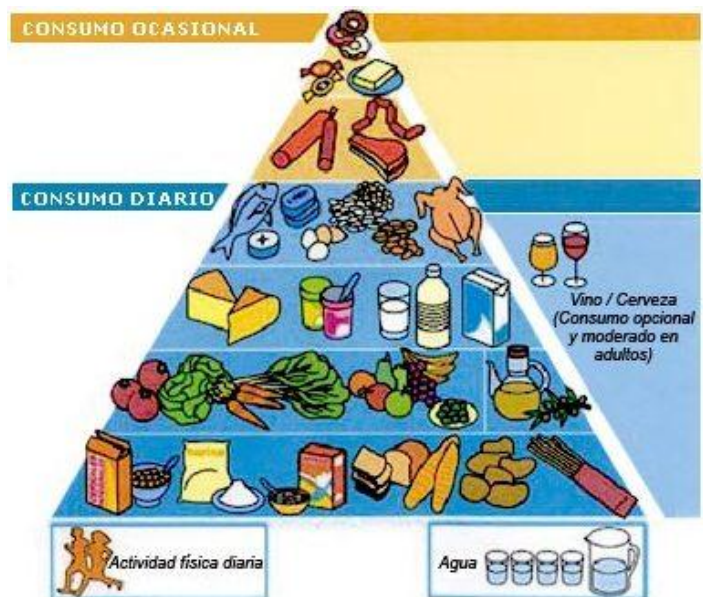 CONSUMO OCASIONAL
CONSUMO DIARIO
Vino / Cerveza
(Consumo opcional
y moderado en
adultos)
Actividad física diaria
Agua